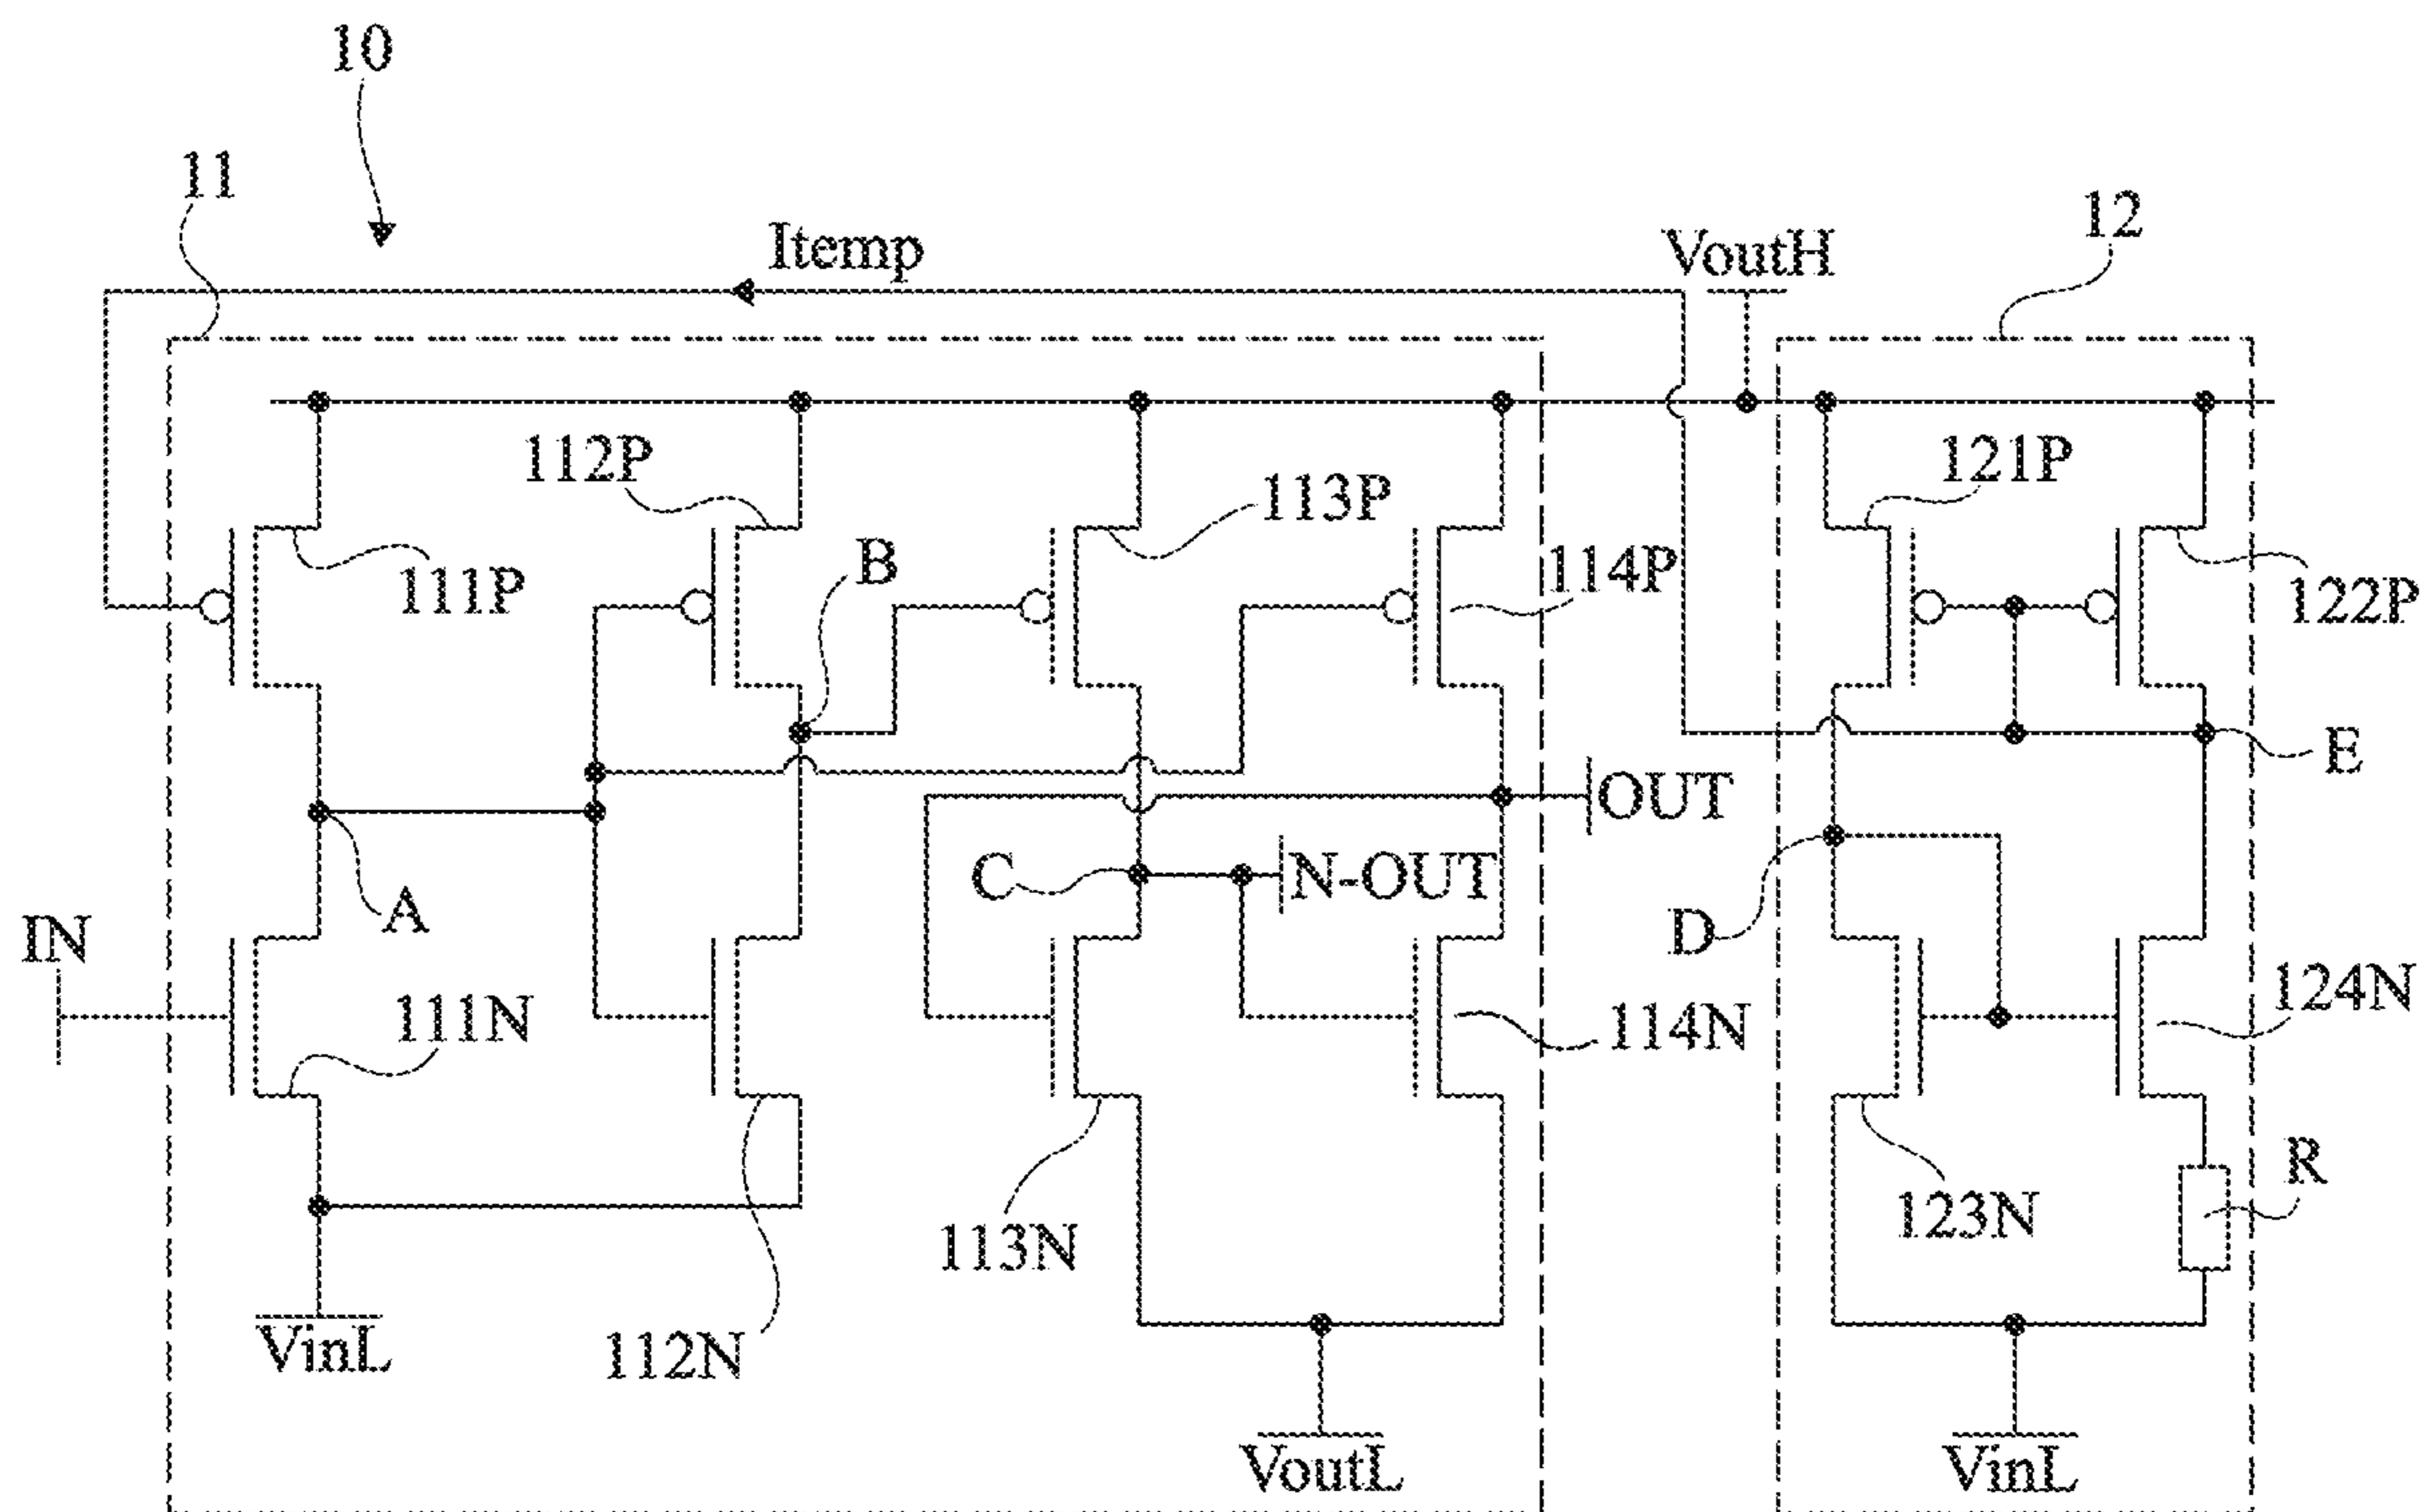 10
11
Itemp
VoutH
12
112P
121P
113P
B
114P
111P
122P
E
OUT
C
N-OUT
A
D
IN
111N
124N
114N
R
123N
113N
VinL
112N
VoutL
VinL